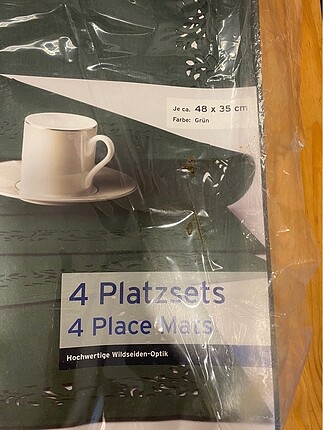 Je ca. 48 x 35 cm
Farbe: Grün
4 Platzsets
4 Place Mats
Hochwertige Wildseiden-Optik